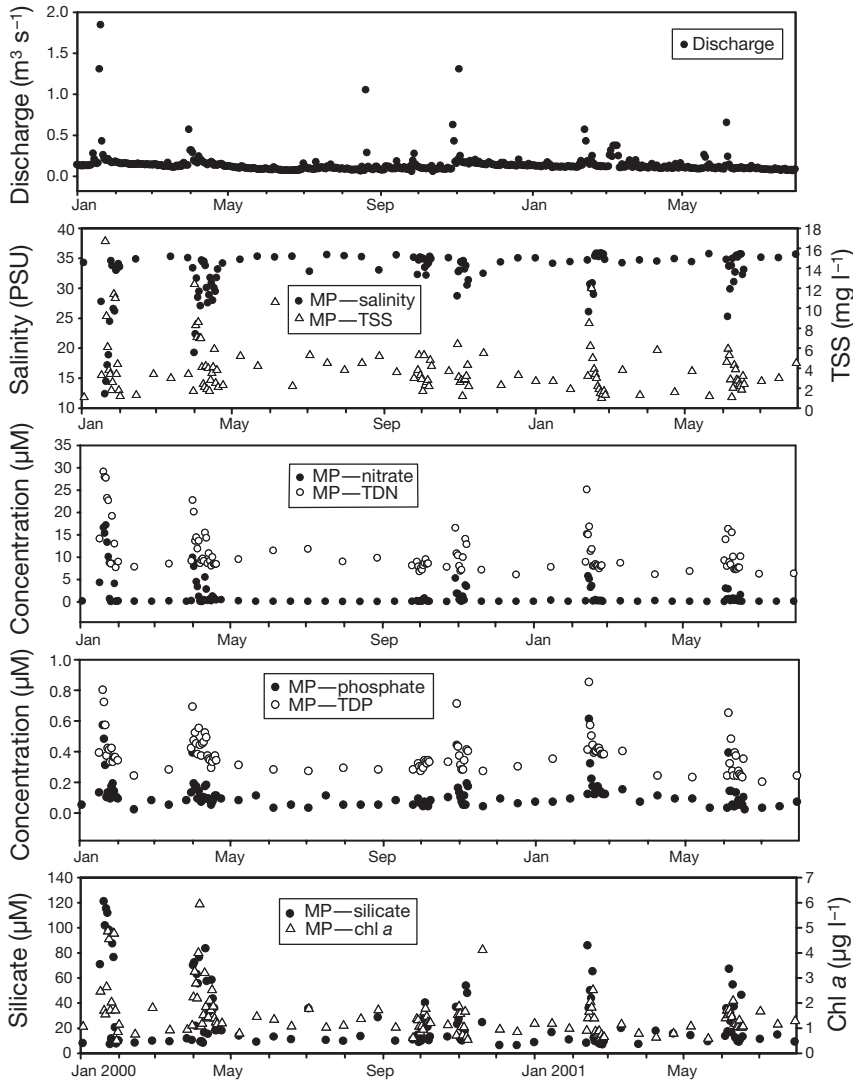 Discharge (m³ s⁻¹)
2.0
1.5
1.0
0.5
0.0
Discharge
Jan May Sep Jan May
Salinity (PSU)
40
35
30
25
20
15
10
MP—salinity
MP—TSS
18
16
14
12
10
8
6
4
2
0
TSS (mg l⁻¹)
Jan May Sep Jan May
Concentration (µM)
35
30
25
20
15
10
5
0
MP—nitrate
MP—TDN
Jan May Sep Jan May
Concentration (µM)
1.0
0.8
0.6
0.4
0.2
0.0
MP—phosphate
MP—TDP
Jan May Sep Jan May
Silicate (µM)
140
120
100
80
60
40
20
0
MP—silicate
MP—chl a
7
6
5
4
3
2
1
0
Chl a (µg l⁻¹)
Jan 2000 May Sep Jan 2001 May